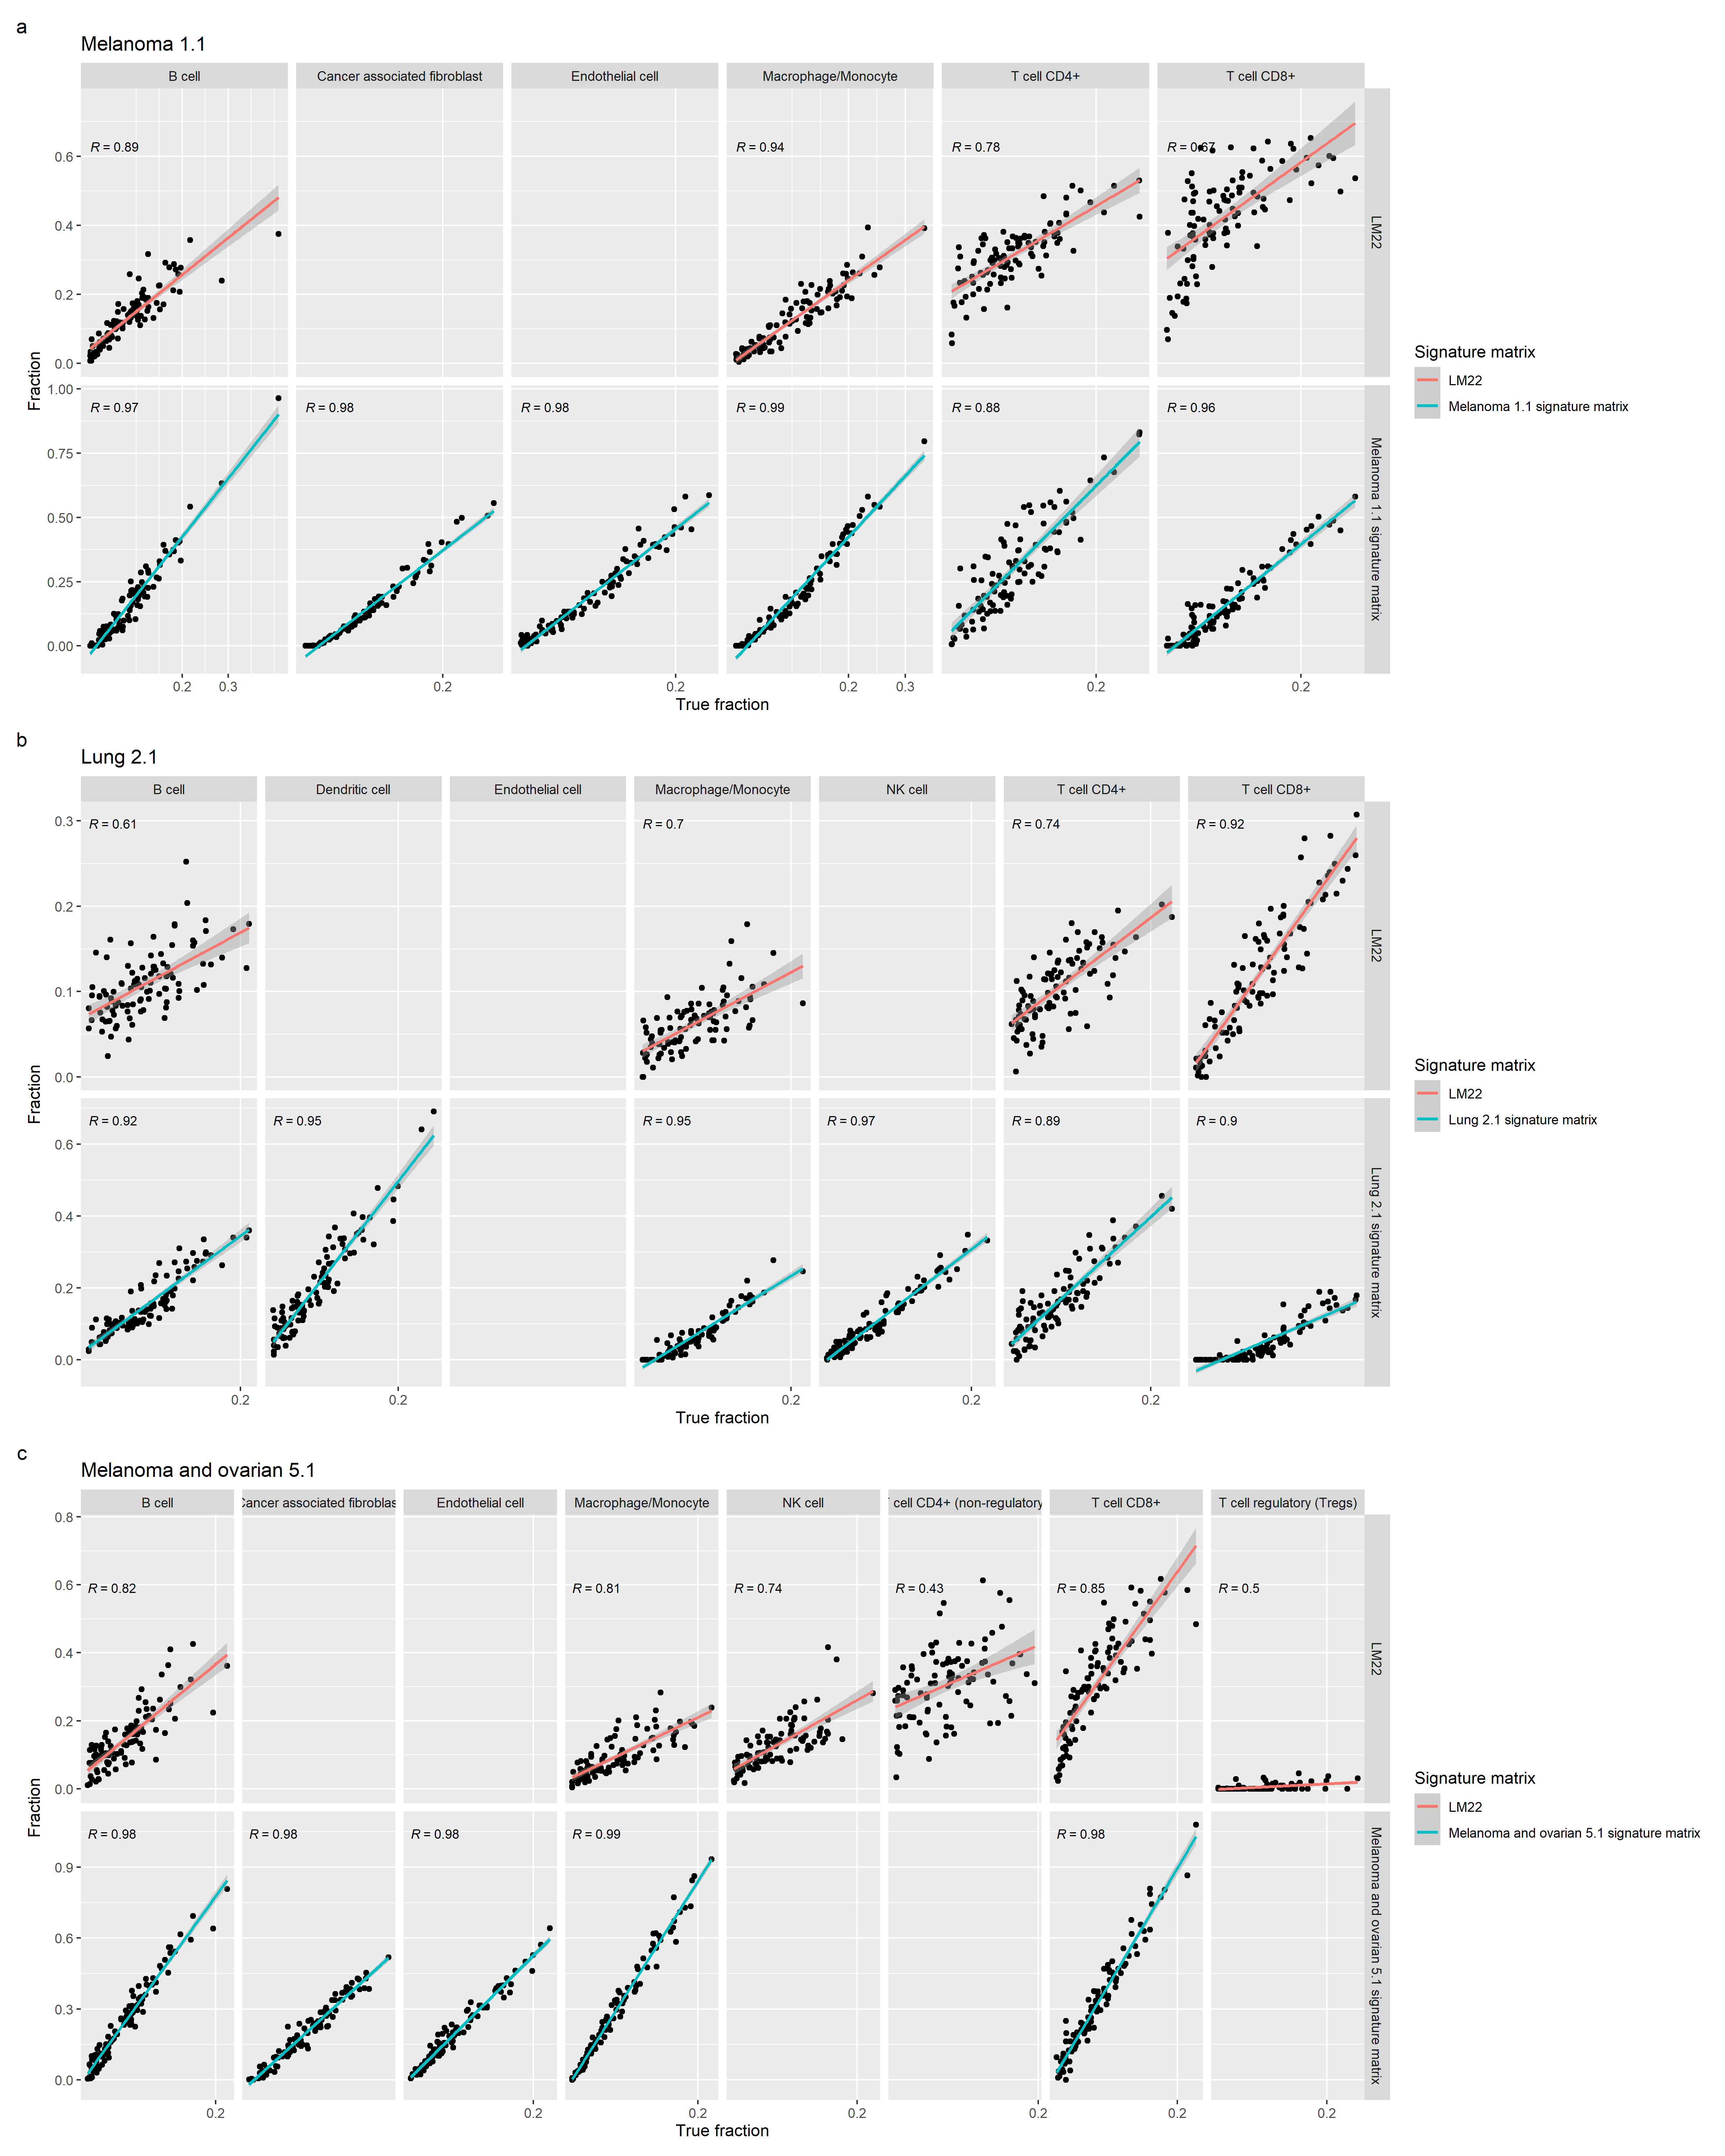 a
Melanoma 1.1
B cell
Cancer associated fibroblast
Endothelial cell
Macrophage/Monocyte
T cell CD4+
T cell CD8+
R = 0.89
R = 0.94
R = 0.78
R = 0.67
0.6
0.4
0.2
0.0
LM22
Fraction
1.00
0.75
0.50
0.25
0.00
R = 0.97
R = 0.98
R = 0.98
R = 0.99
R = 0.88
R = 0.96
Melanoma 1.1 signature matrix
0.2 0.3
0.2
0.2
0.2 0.3
0.2
0.2
True fraction
Signature matrix
LM22
Melanoma 1.1 signature matrix
b
Lung 2.1
B cell
Dendritic cell
Endothelial cell
Macrophage/Monocyte
NK cell
T cell CD4+
T cell CD8+
R = 0.61
R = 0.7
R = 0.74
R = 0.92
0.3
0.2
0.1
0.0
LM22
Fraction
R = 0.92
R = 0.95
R = 0.95
R = 0.97
R = 0.89
R = 0.9
0.6
0.4
0.2
0.0
Lung 2.1 signature matrix
0.2
0.2
0.2
0.2
0.2
True fraction
Signature matrix
LM22
Lung 2.1 signature matrix
c
Melanoma and ovarian 5.1
B cell
Cancer associated fibroblas
Endothelial cell
Macrophage/Monocyte
NK cell
cell CD4+ (non-regulatory
T cell CD8+
T cell regulatory (Tregs)
0.8
0.6
0.4
0.2
0.0
R = 0.82
R = 0.81
R = 0.74
R = 0.43
R = 0.85
R = 0.5
LM22
Fraction
R = 0.98
R = 0.98
R = 0.98
R = 0.99
R = 0.98
0.9
0.6
0.3
0.0
Melanoma and ovarian 5.1 signature matrix
0.2
0.2
0.2
0.2
0.2
0.2
0.2
True fraction
Signature matrix
LM22
Melanoma and ovarian 5.1 signature matrix